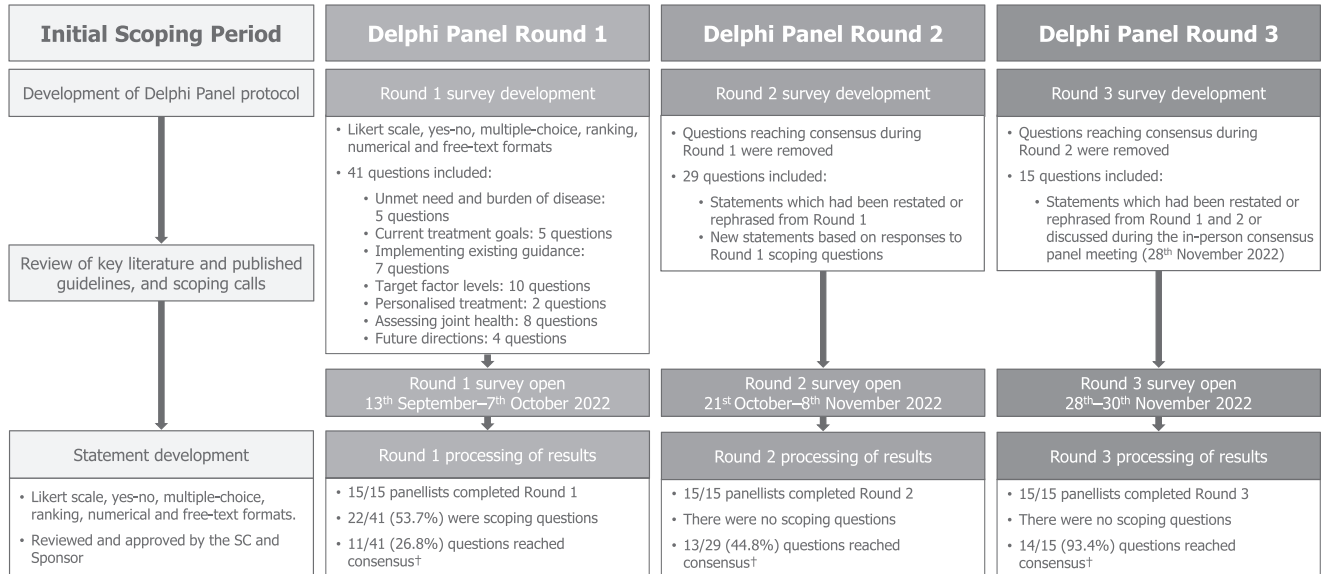 Initial Scoping Period
Development of Delphi Panel protocol
Review of key literature and published
guidelines, and scoping calls
Statement development
• Likert scale, yes-no, multiple-choice,
ranking, numerical and free-text formats.
• Reviewed and approved by the SC and
Sponsor
Delphi Panel Round 1
Round 1 survey development
• Likert scale, yes-no, multiple-choice, ranking,
numerical and free-text formats
• 41 questions included:
• Unmet need and burden of disease:
5 questions
• Current treatment goals: 5 questions
• Implementing existing guidance:
7 questions
• Target factor levels: 10 questions
• Personalised treatment: 2 questions
• Assessing joint health: 8 questions
• Future directions: 4 questions
Round 1 survey open
13th September–7th October 2022
Round 1 processing of results
• 15/15 panellists completed Round 1
• 22/41 (53.7%) were scoping questions
• 11/41 (26.8%) questions reached
consensus†
Delphi Panel Round 2
Round 2 survey development
• Questions reaching consensus during
Round 1 were removed
• 29 questions included:
• Statements which had been restated or
rephrased from Round 1
• New statements based on responses to
Round 1 scoping questions
Round 2 survey open
21st October–8th November 2022
Round 2 processing of results
• 15/15 panellists completed Round 2
• There were no scoping questions
• 13/29 (44.8%) questions reached
consensus†
Delphi Panel Round 3
Round 3 survey development
• Questions reaching consensus during
Round 2 were removed
• 15 questions included:
• Statements which had been restated or
rephrased from Round 1 and 2 or
discussed during the in-person consensus
panel meeting (28th November 2022)
Round 3 survey open
28th–30th November 2022
Round 3 processing of results
• 15/15 panellists completed Round 3
• There were no scoping questions
• 14/15 (93.4%) questions reached
consensus†